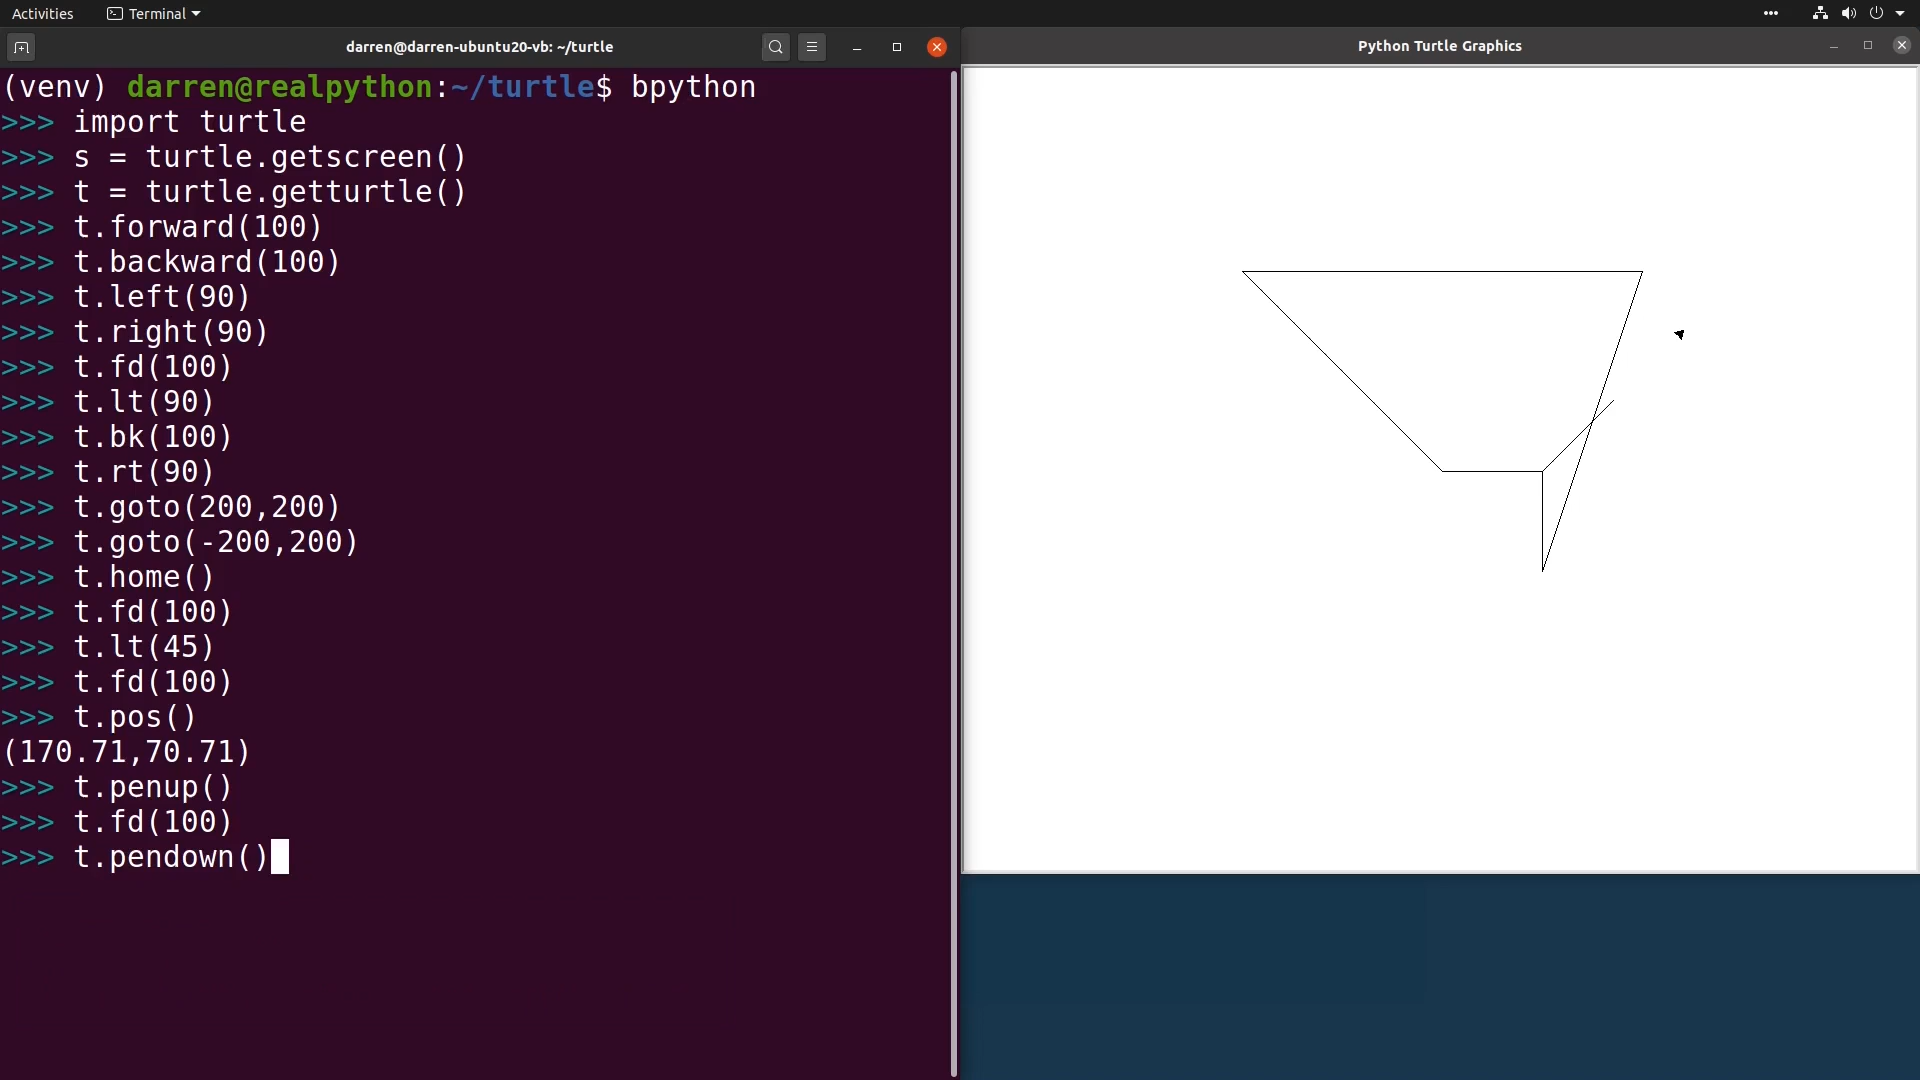 Activities
Terminal
darren@darren-ubuntu20-vb: ~/turtle
Python Turtle Graphics
(venv) darren@realpython:~/turtle$ bpython
>>> import turtle
>>> s = turtle.getscreen()
>>> t = turtle.getturtle()
>>> t.forward(100)
>>> t.backward(100)
>>> t.left(90)
>>> t.right(90)
>>> t.fd(100)
>>> t.lt(90)
>>> t.bk(100)
>>> t.rt(90)
>>> t.goto(200,200)
>>> t.goto(-200,200)
>>> t.home()
>>> t.fd(100)
>>> t.lt(45)
>>> t.fd(100)
>>> t.pos()
(170.71,70.71)
>>> t.penup()
>>> t.fd(100)
>>> t.pendown()